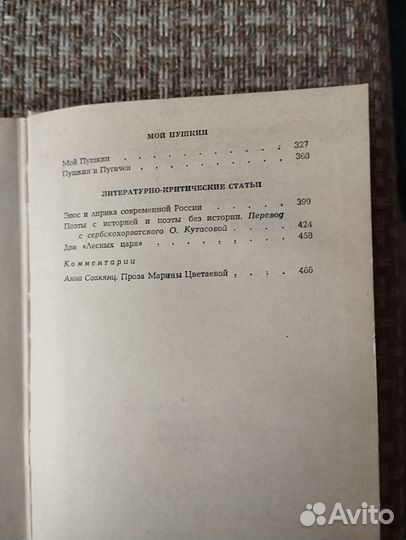 МОЙ ПУШКИН
Мой Пушкин . . . . . . . . . 327
Пушкин и Пугачев . . . . . . . . 368
ЛИТЕРАТУРНО-КРИТИЧЕСКИЕ СТАТЬИ
Эпос и лирика современной России . . . . . 399
Поэты с историей и поэты без истории. Перевод
с сербскохорватского О. Кутасовой . . . . 424
Два «Лесных царя» . . . . . . . . 458
Комментарии
Анна Саакянц. Проза Марины Цветаевой . . . . 466
Avito